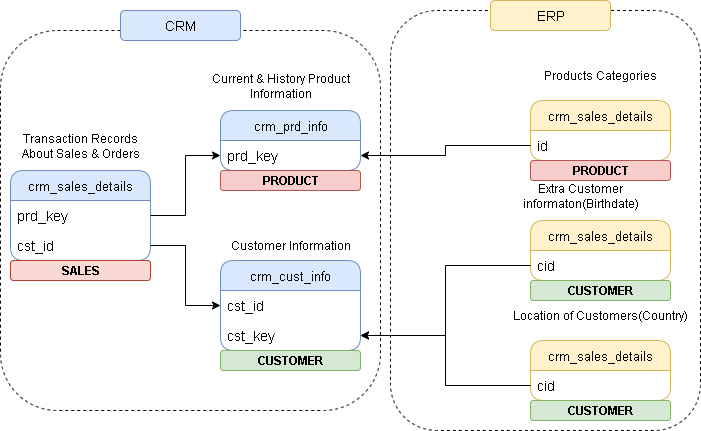 CRM
ERP
Current & History Product
Information
crm_prd_info
prd_key
PRODUCT
Transaction Records
About Sales & Orders
crm_sales_details
prd_key
cst_id
SALES
Customer Information
crm_cust_info
cst_id
cst_key
CUSTOMER
Products Categories
crm_sales_details
id
PRODUCT
Extra Customer
informaton(Birthdate)
crm_sales_details
cid
CUSTOMER
Location of Customers(Country)
crm_sales_details
cid
CUSTOMER